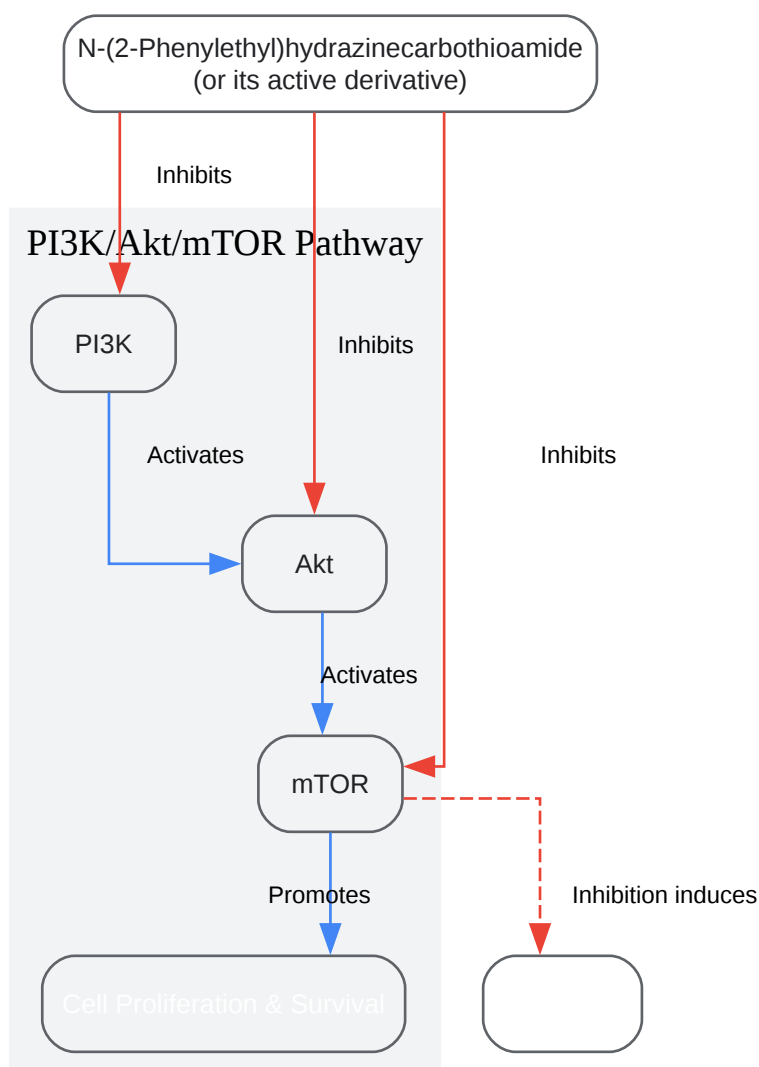 N-(2-Phenylethyl)hydrazinecarbothioamide
(or its active derivative)
Inhibits
PI3K/Akt/mTOR Pathway
PI3K
Inhibits
Activates
Inhibits
Akt
Activates
mTOR
Promotes
Inhibition induces
Cell Proliferation & Survival